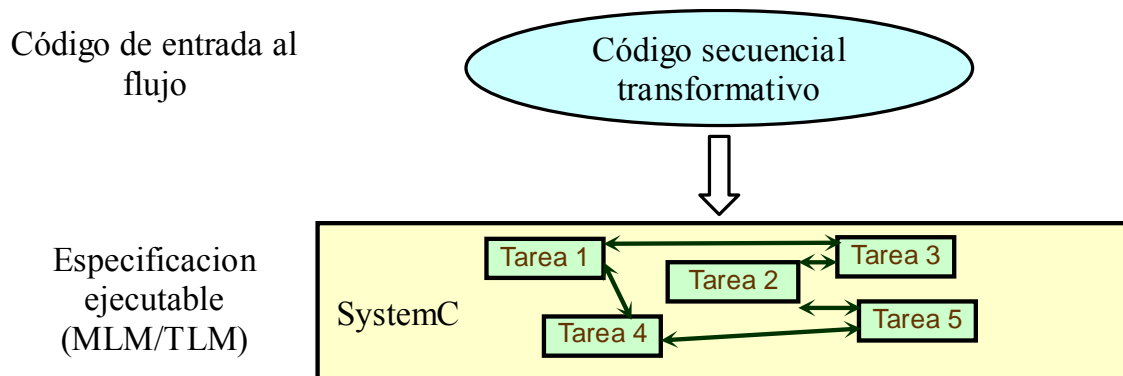 Código de entrada al
flujo
Código secuencial
transformativo
Especificacion
ejecutable
(MLM/TLM)
SystemC
Tarea 1
Tarea 3
Tarea 2
Tarea 4
Tarea 5